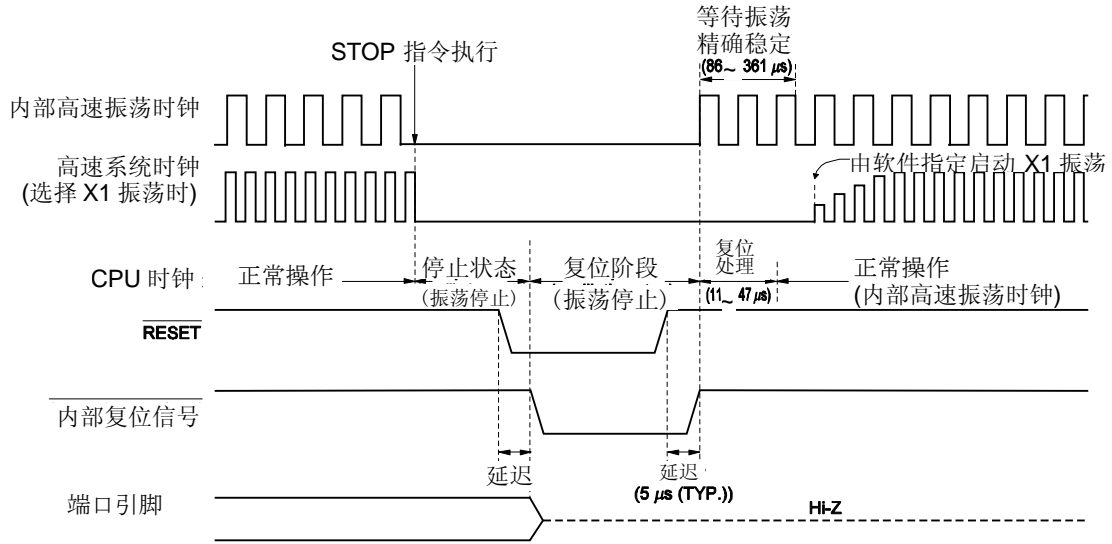 等待振荡
精确稳定
(86~ 361 μs)
STOP 指令执行
内部高速振荡时钟
高速系统时钟
(选择 X1 振荡时)
由软件指定启动 X1 振荡
CPU 时钟
正常操作
停止状态
(振荡停止)
复位阶段
(振荡停止)
复位
处理
(11~ 47 μs)
正常操作
(内部高速振荡时钟)
RESET
内部复位信号
延迟
延迟
(5 μs (TYP.))
端口引脚
Hi-Z